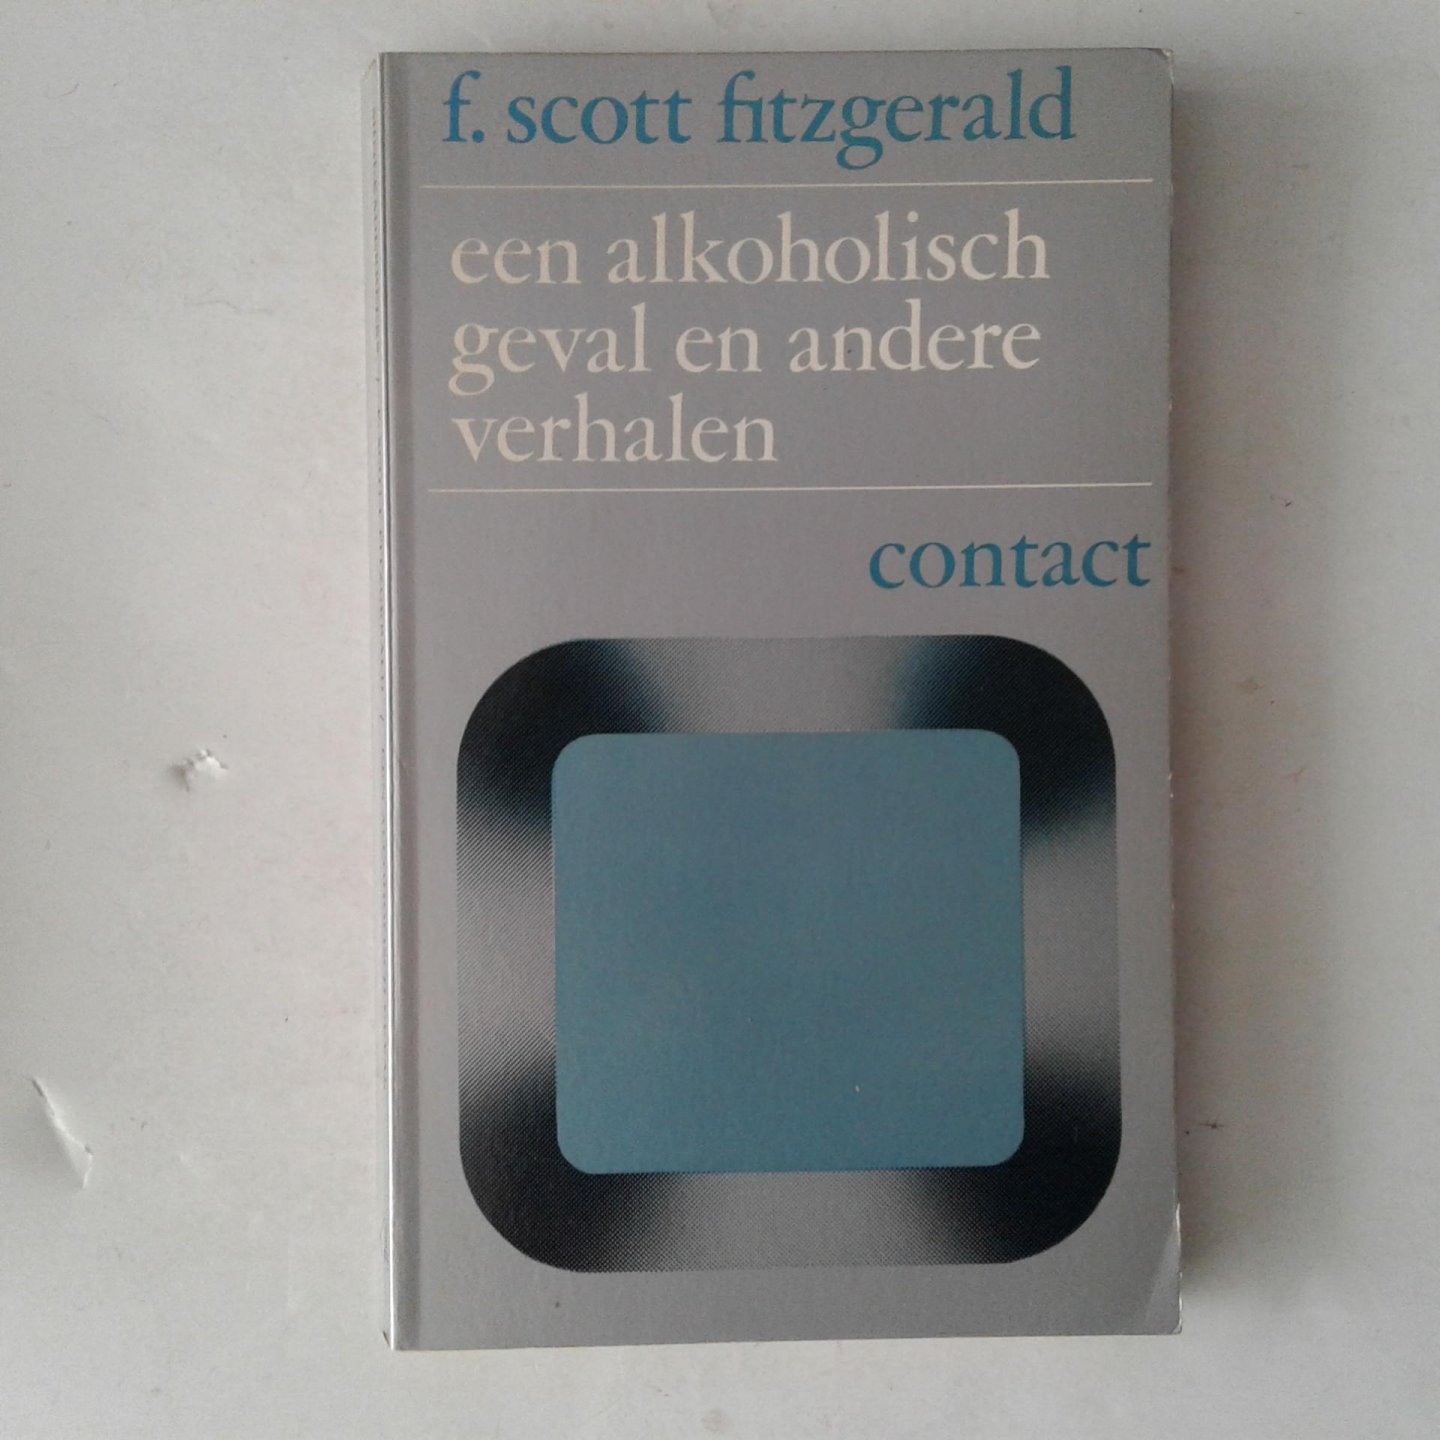 f. scott fitzgerald
een alkoholisch
geval en andere
verhalen
contact